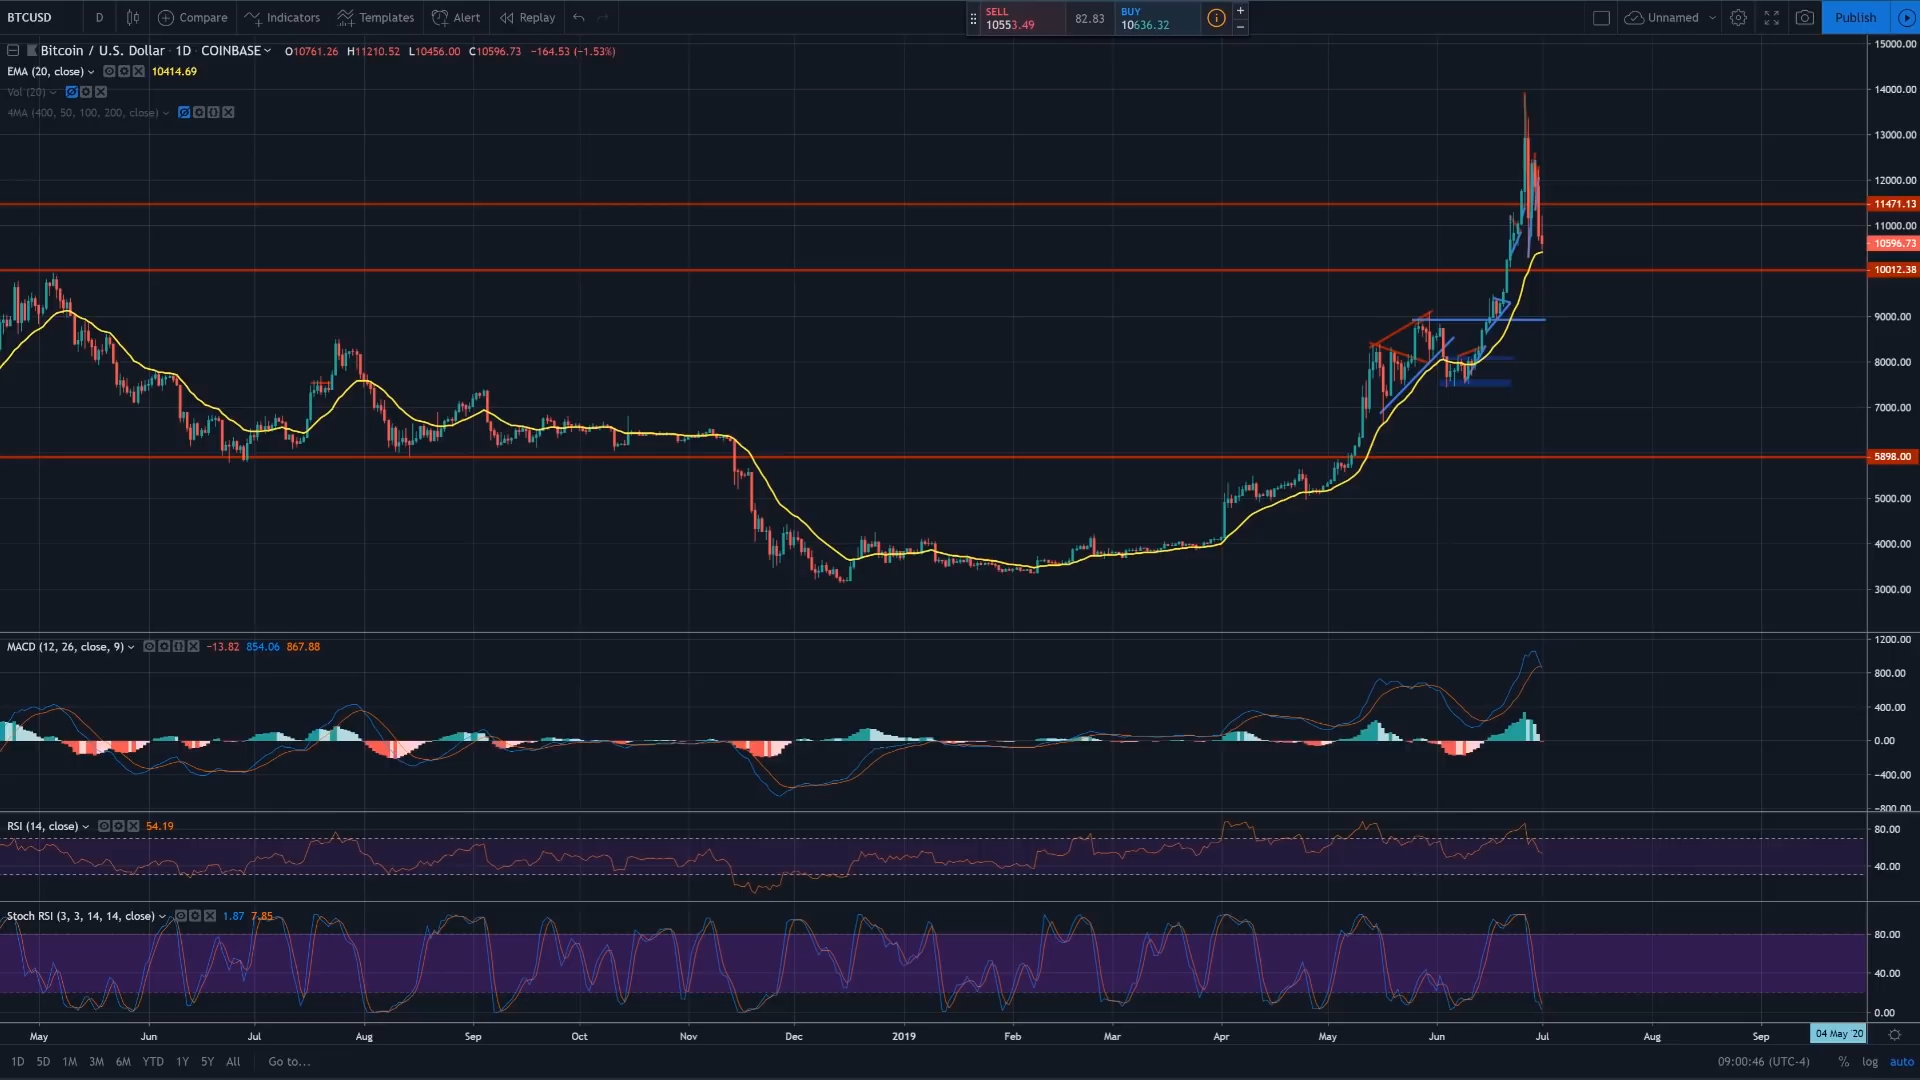 BTCUSD D Compare Indicators Templates Alert Replay SELL 10553.49 82.83 BUY 10636.32 Unnamed Publish
Bitcoin / U.S. Dollar 1D COINBASE O10761.26 H11210.52 L10456.00 C10596.73 −164.53 (−1.53%)
EMA (20, close) 10414.69
Vol (20)
4MA (400, 50, 100, 200, close)
15000.00
14000.00
13000.00
12000.00
11471.13
11000.00
10596.73
10012.38
9000.00
8000.00
7000.00
5898.00
5000.00
4000.00
3000.00
MACD (12, 26, close, 9) −13.82 854.06 867.88
1200.00
800.00
400.00
0.00
−400.00
−800.00
RSI (14, close) 54.19
80.00
40.00
Stoch RSI (3, 3, 14, 14, close) 1.87 7.85
80.00
40.00
0.00
May Jun Jul Aug Sep Oct Nov Dec 2019 Feb Mar Apr May Jun Jul Aug Sep 04 May '20
1D 5D 1M 3M 6M YTD 1Y 5Y All Go to... 09:00:46 (UTC-4) % log auto